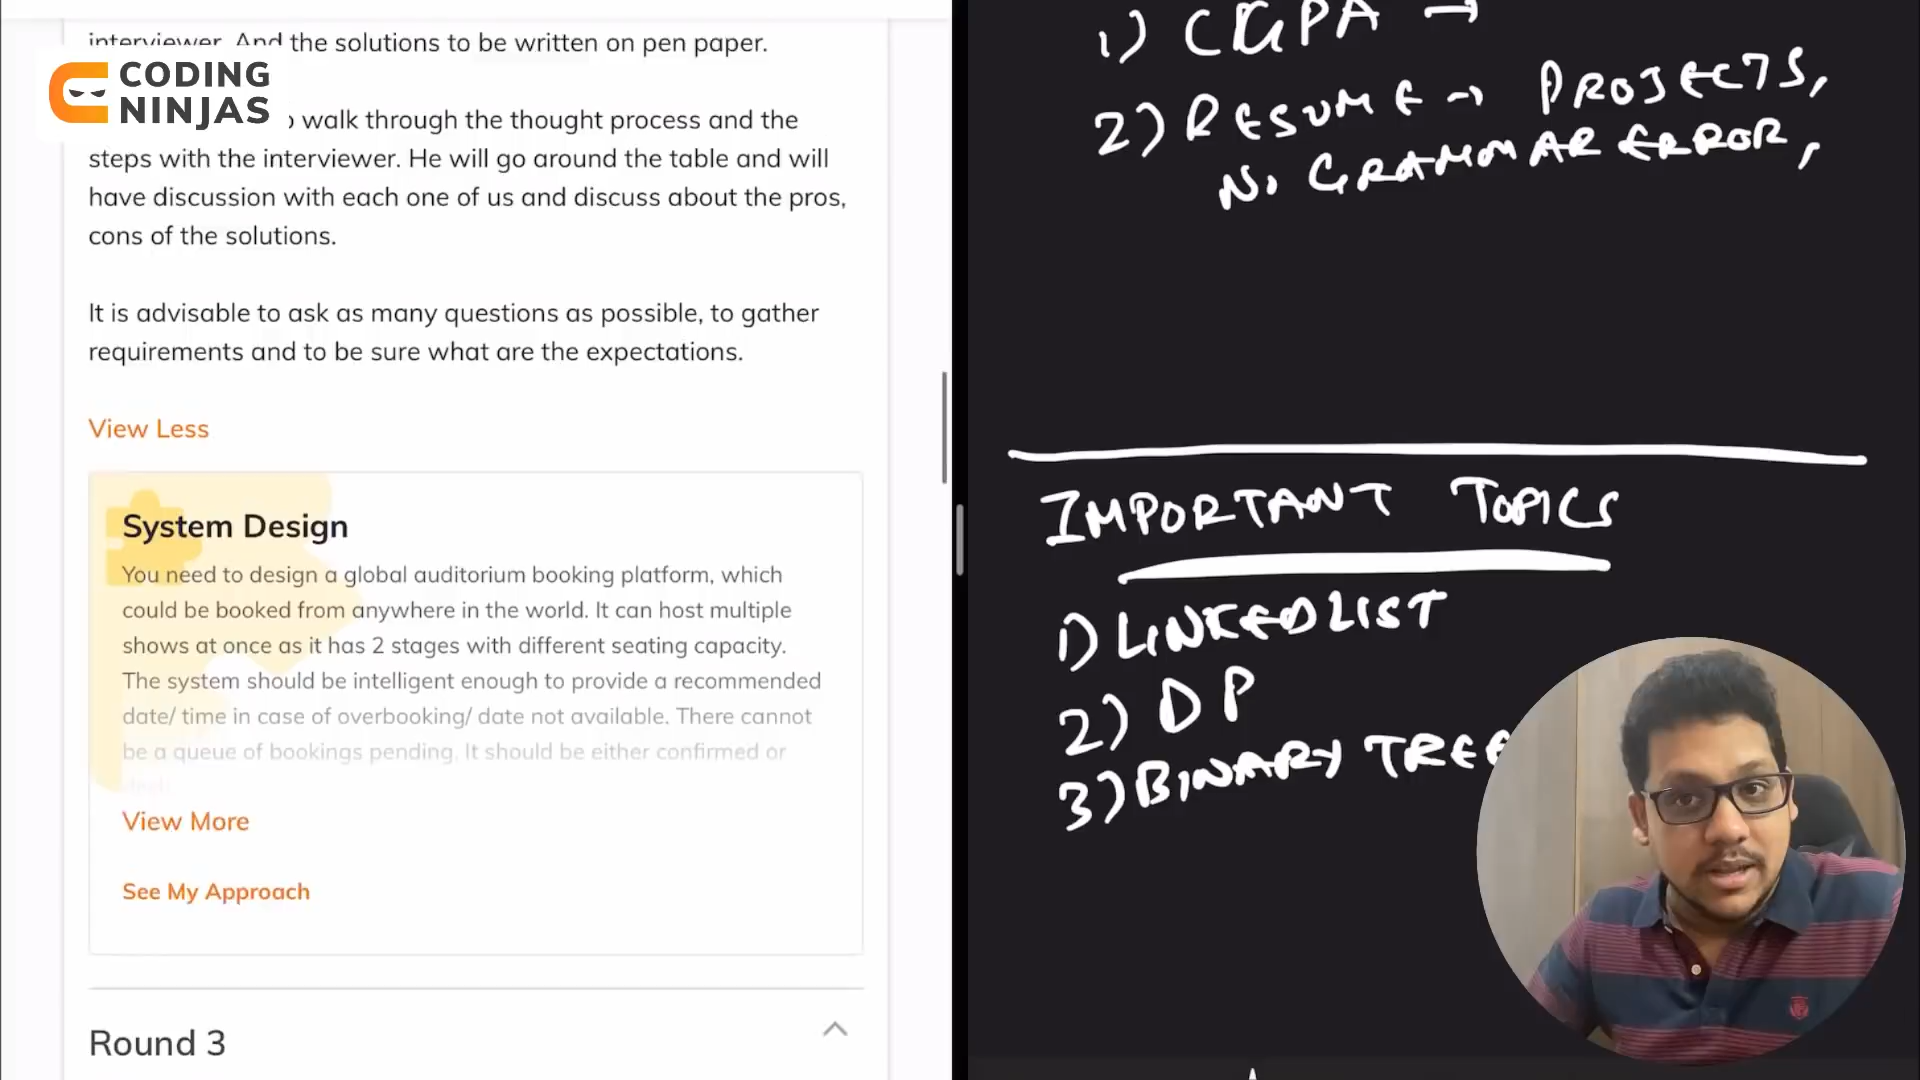 interviewer. And the solutions to be written on pen paper.
CODING
NINJAS
walk through the thought process and the
steps with the interviewer. He will go around the table and will
have discussion with each one of us and discuss about the pros,
cons of the solutions.
It is advisable to ask as many questions as possible, to gather
requirements and to be sure what are the expectations.
View Less
System Design
You need to design a global auditorium booking platform, which
could be booked from anywhere in the world. It can host multiple
shows at once as it has 2 stages with different seating capacity.
The system should be intelligent enough to provide a recommended
date/ time in case of overbooking/ date not available. There cannot
be a queue of bookings pending. It should be either confirmed or
View More
See My Approach
Round 3
1) CGPA →
2) RESUME → PROJECTS,
NO GRAMMAR ERROR,
IMPORTANT TOPICS
1) LINKED LIST
2) DP
3) BINARY TREE